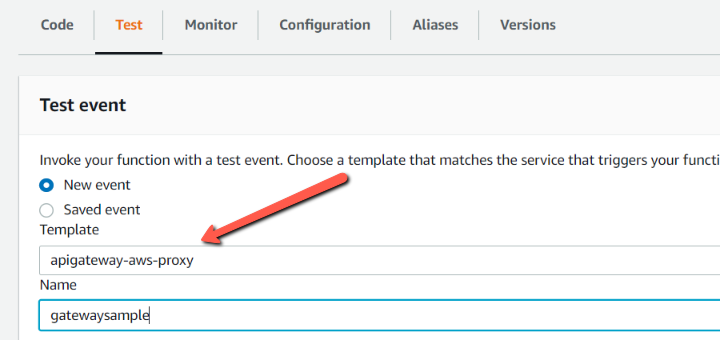 Code Test Monitor Configuration Aliases Versions
Test event
Invoke your function with a test event. Choose a template that matches the service that triggers your functi
New event
Saved event
Template
apigateway-aws-proxy
Name
gatewaysample